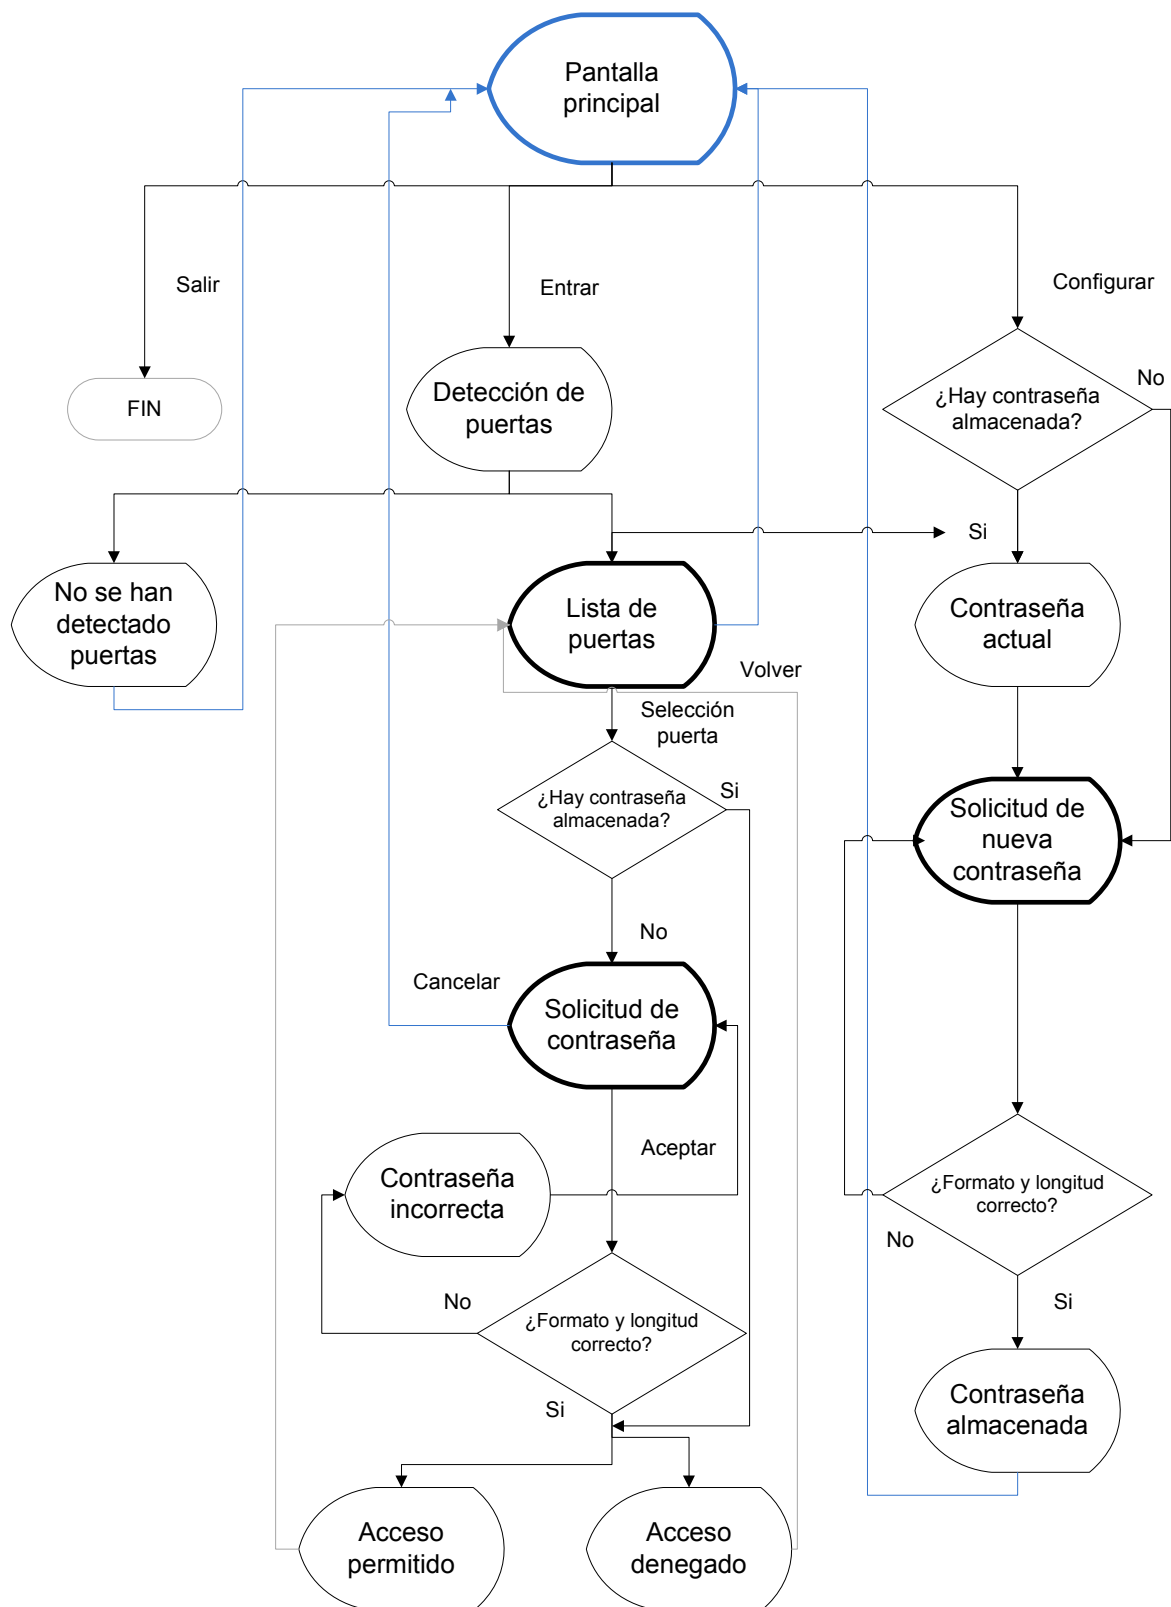 Pantalla
principal
Salir
Entrar
Configurar
FIN
Detección de
puertas
¿Hay contraseña
almacenada?
No
Si
No se han
detectado
puertas
Lista de
puertas
Contraseña
actual
Volver
Selección
puerta
¿Hay contraseña
almacenada?
Si
Solicitud de
nueva
contraseña
No
Cancelar
Solicitud de
contraseña
Aceptar
Contraseña
incorrecta
¿Formato y longitud
correcto?
No
No
¿Formato y longitud
correcto?
Si
Si
Contraseña
almacenada
Acceso
permitido
Acceso
denegado